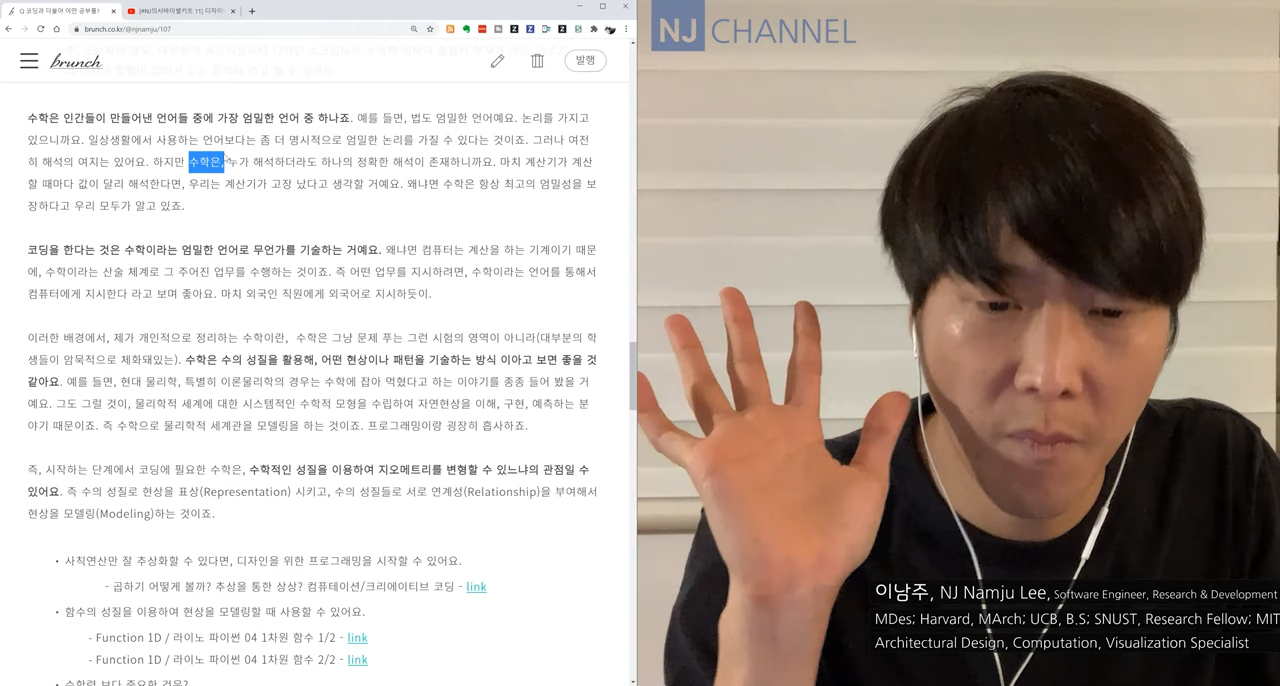 Q 코딩과 더불어 어떤 공부를?
[#NJ의서바이벌키트 11] 디자이
brunch.co.kr/@njnamju/107
brunch
발행
수학은 인간들이 만들어낸 언어들 중에 가장 엄밀한 언어 중 하나죠. 예를 들면, 법도 엄밀한 언어예요. 논리를 가지고
있으니까요. 일상생활에서 사용하는 언어보다는 좀 더 명시적으로 엄밀한 논리를 가질 수 있다는 것이죠. 그러나 여전
히 해석의 여지는 있어요. 하지만 수학은, 누가 해석하더라도 하나의 정확한 해석이 존재하니까요. 마치 계산기가 계산
할 때마다 값이 달리 해석한다면, 우리는 계산기가 고장 났다고 생각할 거예요. 왜냐면 수학은 항상 최고의 엄밀성을 보
장하다고 우리 모두가 알고 있죠.
코딩을 한다는 것은 수학이라는 엄밀한 언어로 무언가를 기술하는 거예요. 왜냐면 컴퓨터는 계산을 하는 기계이기 때문
에, 수학이라는 산술 체계로 그 주어진 업무를 수행하는 것이죠. 즉 어떤 업무를 지시하려면, 수학이라는 언어를 통해서
컴퓨터에게 지시한다 라고 보며 좋아요. 마치 외국인 직원에게 외국어로 지시하듯이.
이러한 배경에서, 제가 개인적으로 정리하는 수학이란, 수학은 그냥 문제 푸는 그런 시험의 영역이 아니라(대부분의 학
생들이 암묵적으로 체화돼있는). 수학은 수의 성질을 활용해, 어떤 현상이나 패턴을 기술하는 방식 이아고 보면 좋을 것
같아요. 예를 들면, 현대 물리학, 특별히 이론물리학의 경우는 수학에 잡아 먹혔다고 하는 이야기를 종종 들어 봤을 거
예요. 그도 그럴 것이, 물리학적 세계에 대한 시스템적인 수학적 모형을 수립하여 자연현상을 이해, 구현, 예측하는 분
야기 때문이죠. 즉 수학으로 물리학적 세계관을 모델링을 하는 것이죠. 프로그래밍이랑 굉장히 흡사하죠.
즉, 시작하는 단계에서 코딩에 필요한 수학은, 수학적인 성질을 이용하여 지오메트리를 변형할 수 있느냐의 관점일 수
있어요. 즉 수의 성질로 현상을 표상(Representation) 시키고, 수의 성질들로 서로 연계성(Relationship)을 부여해서
현상을 모델링(Modeling)하는 것이죠.
• 사칙연산만 잘 추상화할 수 있다면, 디자인을 위한 프로그래밍을 시작할 수 있어요.
- 곱하기 어떻게 볼까? 추상을 통한 상상? 컴퓨테이션/크리에이티브 코딩 - link
• 함수의 성질을 이용하여 현상을 모델링할 때 사용할 수 있어요.
- Function 1D / 라이노 파이썬 04 1차원 함수 1/2 - link
- Function 1D / 라이노 파이썬 04 1차원 함수 2/2 - link
• 수학력 보다 중요한 것은?
NJ CHANNEL
이남주, NJ Namju Lee, Software Engineer, Research & Development
MDes; Harvard, MArch; UCB, B.S; SNUST, Research Fellow; MIT
Architectural Design, Computation, Visualization Specialist